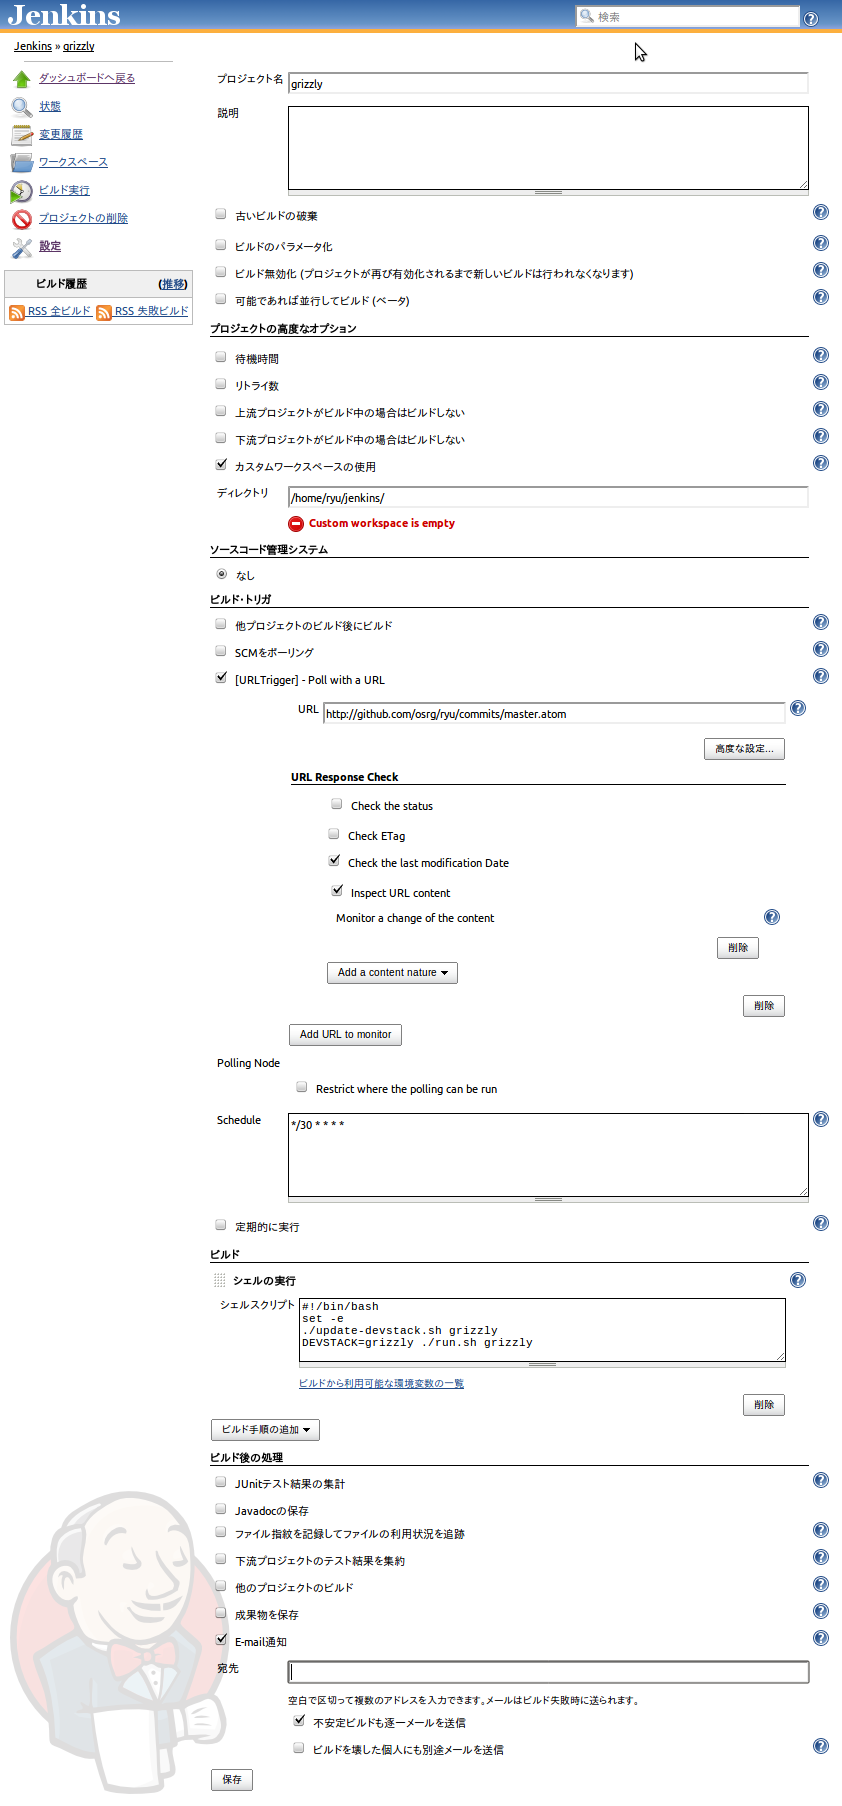 Jenkins
検索
Jenkins » grizzly
ダッシュボードへ戻る
状態
変更履歴
ワークスペース
ビルド実行
プロジェクトの削除
設定
ビルド履歴 (推移)
RSS 全ビルド RSS 失敗ビルド
プロジェクト名 grizzly
説明
古いビルドの破棄
ビルドのパラメータ化
ビルド無効化 (プロジェクトが再び有効化されるまで新しいビルドは行われなくなります)
可能であれば並行してビルド (ベータ)
プロジェクトの高度なオプション
待機時間
リトライ数
上流プロジェクトがビルド中の場合はビルドしない
下流プロジェクトがビルド中の場合はビルドしない
カスタムワークスペースの使用
ディレクトリ /home/ryu/jenkins/
Custom workspace is empty
ソースコード管理システム
なし
ビルド・トリガ
他プロジェクトのビルド後にビルド
SCMをポーリング
[URLTrigger] - Poll with a URL
URL http://github.com/osrg/ryu/commits/master.atom
高度な設定...
URL Response Check
Check the status
Check ETag
Check the last modification Date
Inspect URL content
Monitor a change of the content
削除
Add a content nature
削除
Add URL to monitor
Polling Node
Restrict where the polling can be run
Schedule */30 * * * *
定期的に実行
ビルド
シェルの実行
シェルスクリプト #!/bin/bash
set -e
./update-devstack.sh grizzly
DEVSTACK=grizzly ./run.sh grizzly
ビルドから利用可能な環境変数の一覧
削除
ビルド手順の追加
ビルド後の処理
JUnitテスト結果の集計
Javadocの保存
ファイル指紋を記録してファイルの利用状況を追跡
下流プロジェクトのテスト結果を集約
他のプロジェクトのビルド
成果物を保存
E-mail通知
宛先
空白で区切って複数のアドレスを入力できます。メールはビルド失敗時に送られます。
不安定ビルドも逐一メールを送信
ビルドを壊した個人にも別途メールを送信
保存